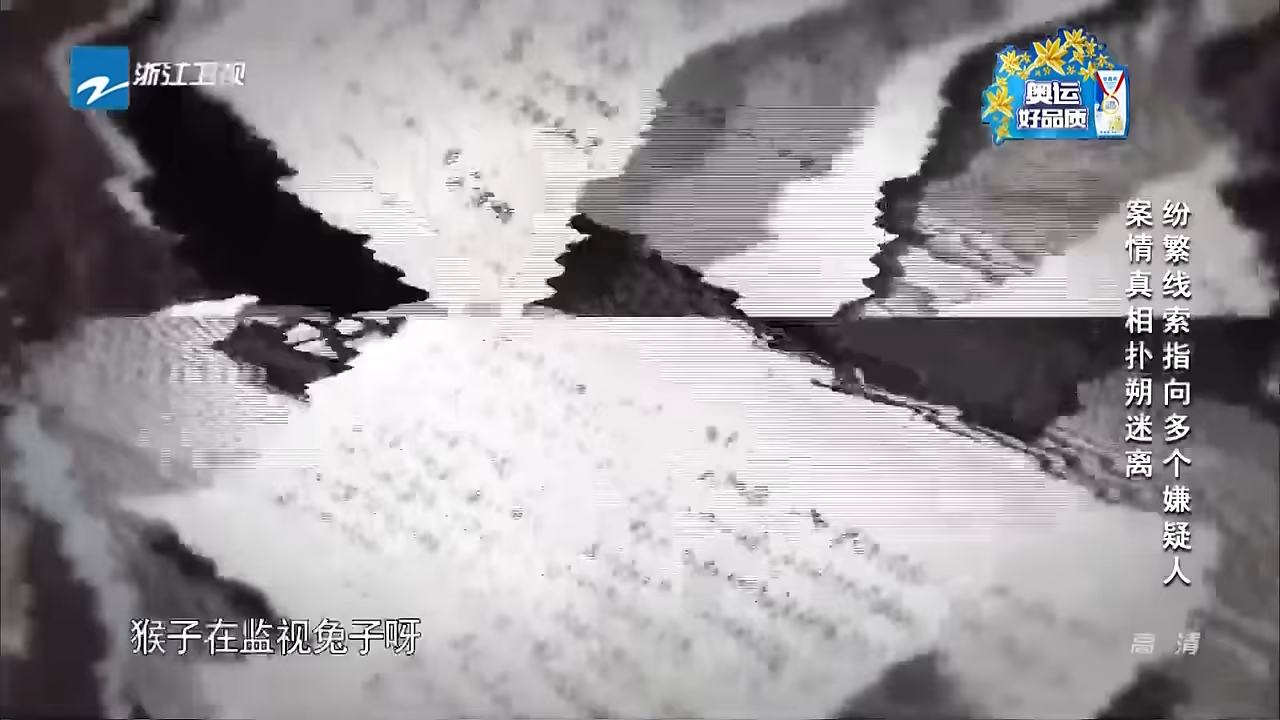 浙江卫视
奥运
好品质
纷繁线索指向多个嫌疑人
案情真相扑朔迷离
猴子在监视兔子呀
高清